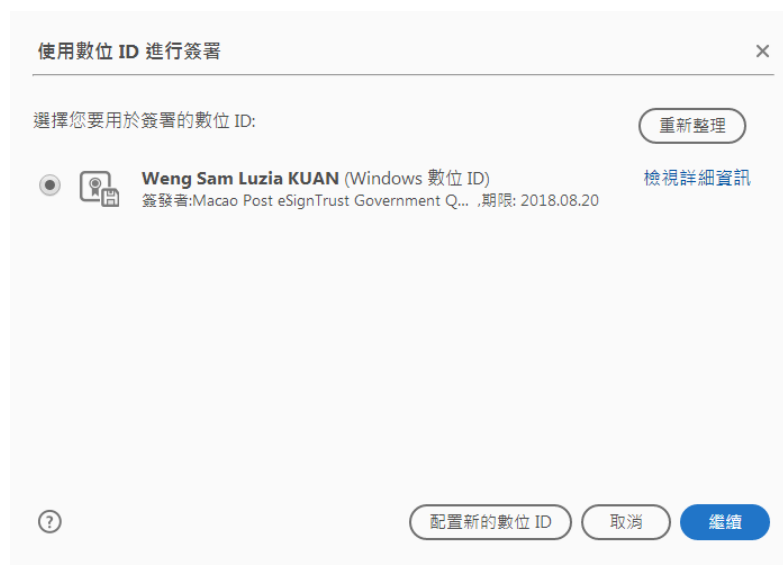 使用數位 ID 進行簽署
選擇您要用於簽署的數位 ID:
重新整理
Weng Sam Luzia KUAN (Windows 數位 ID)
檢視詳細資訊
簽發者:Macao Post eSignTrust Government Q... ,期限: 2018.08.20
配置新的數位 ID
取消
繼續